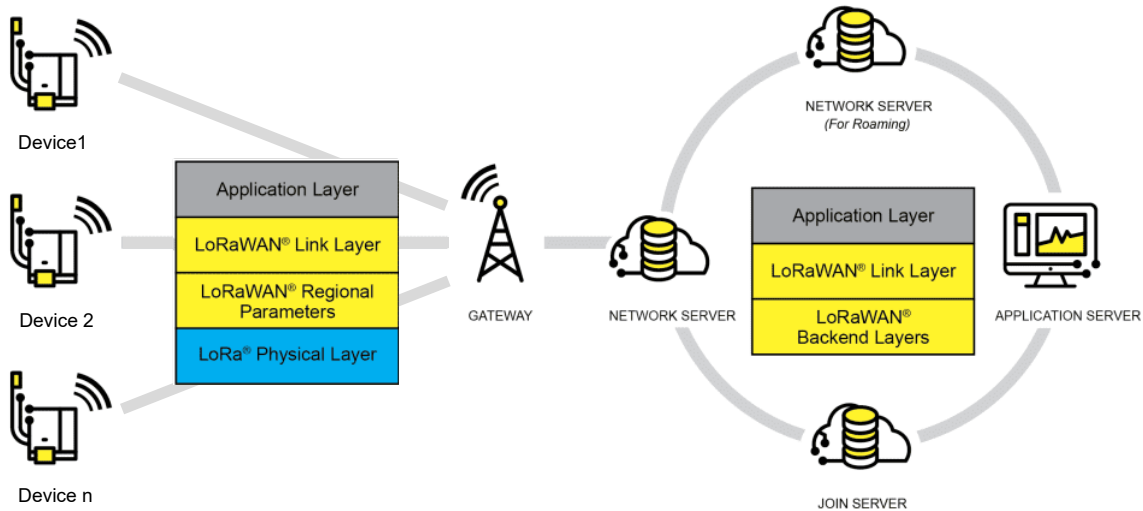 Device1
Device 2
Device n
Application Layer
LoRaWAN® Link Layer
LoRaWAN® Regional
Parameters
LoRa® Physical Layer
GATEWAY
NETWORK SERVER
NETWORK SERVER
(For Roaming)
Application Layer
LoRaWAN® Link Layer
LoRaWAN®
Backend Layers
APPLICATION SERVER
JOIN SERVER